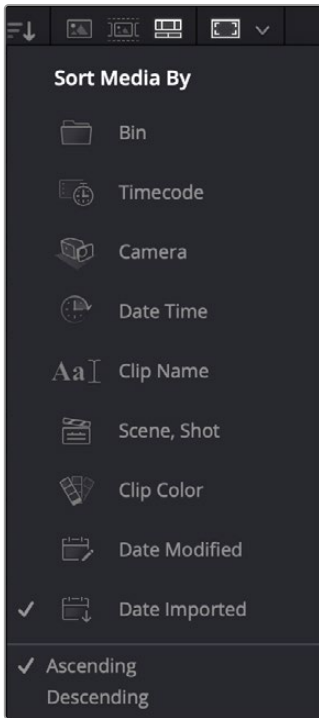 Sort Media By
Bin
Timecode
Camera
Date Time
Aa Clip Name
Scene, Shot
Clip Color
Date Modified
Date Imported
Ascending
Descending